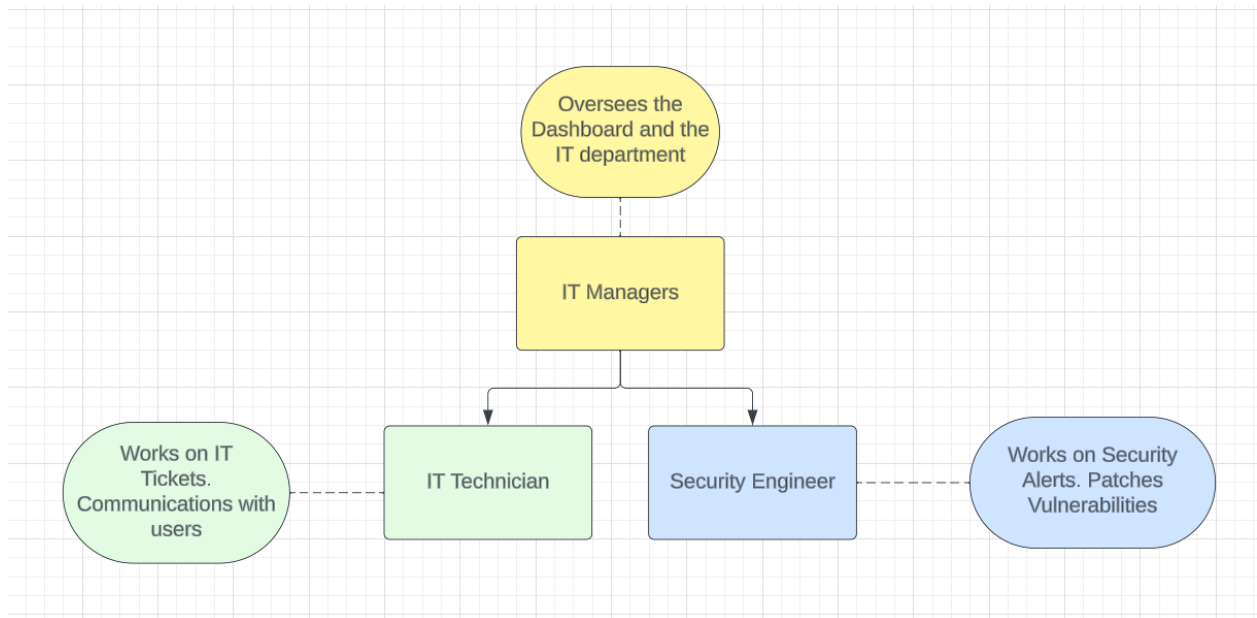 Oversees the
Dashboard and the
IT department
IT Managers
Works on IT
Tickets.
Communications with
users
IT Technician
Security Engineer
Works on Security
Alerts. Patches
Vulnerabilities